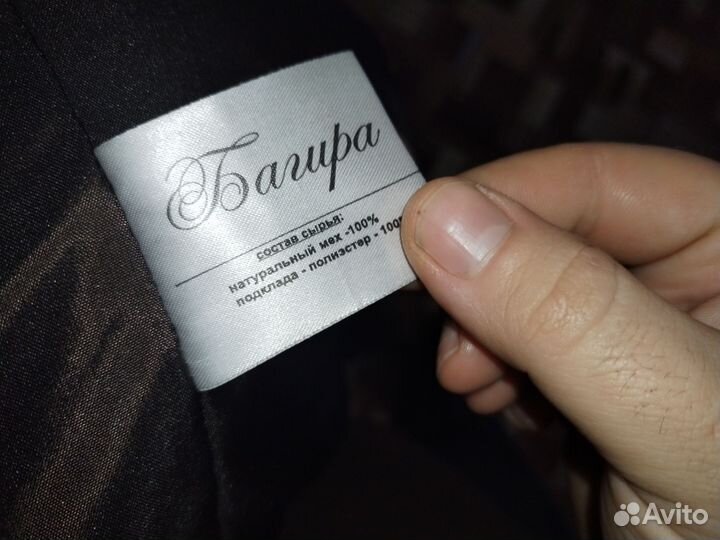 Багира
состав сырья:
натуральный мех -100%
подклада - полиэстер - 100
Avito